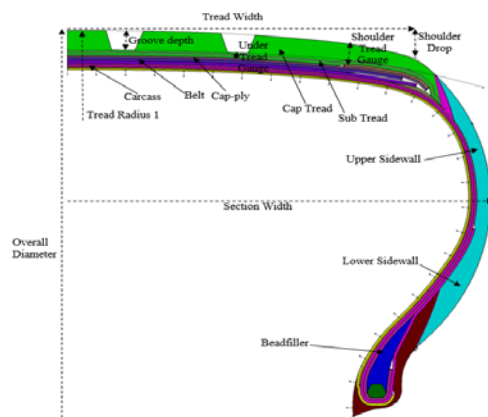 Tread Width
Groove depth
Under
Tread
Gauge
Shoulder
Tread
Gauge
Shoulder
Drop
Carcass
Belt
Cap-ply
Cap Tread
Sub Tread
Tread Radius 1
Upper Sidewall
Section Width
Overall
Diameter
Lower Sidewall
Beadfiller